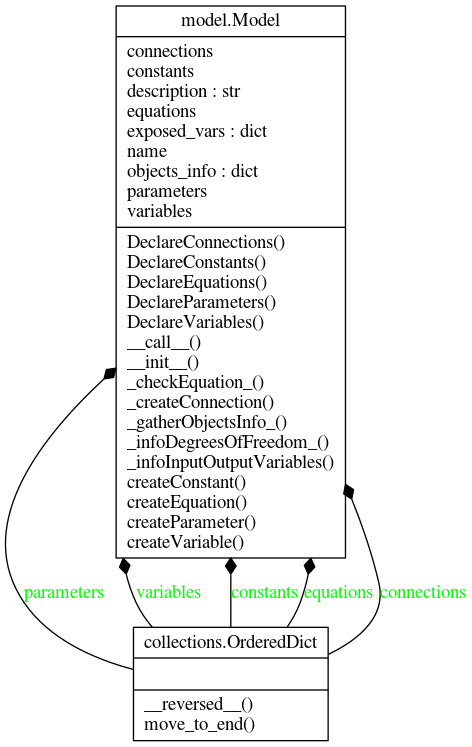 model.Model
connections
constants
description : str
equations
exposed_vars : dict
name
objects_info : dict
parameters
variables
DeclareConnections()
DeclareConstants()
DeclareEquations()
DeclareParameters()
DeclareVariables()
__call__()
__init__()
_checkEquation_()
_createConnection()
_gatherObjectsInfo_()
_infoDegreesOfFreedom_()
_infoInputOutputVariables()
createConstant()
createEquation()
createParameter()
createVariable()
parameters variables constants equations connections
collections.OrderedDict
__reversed__()
move_to_end()